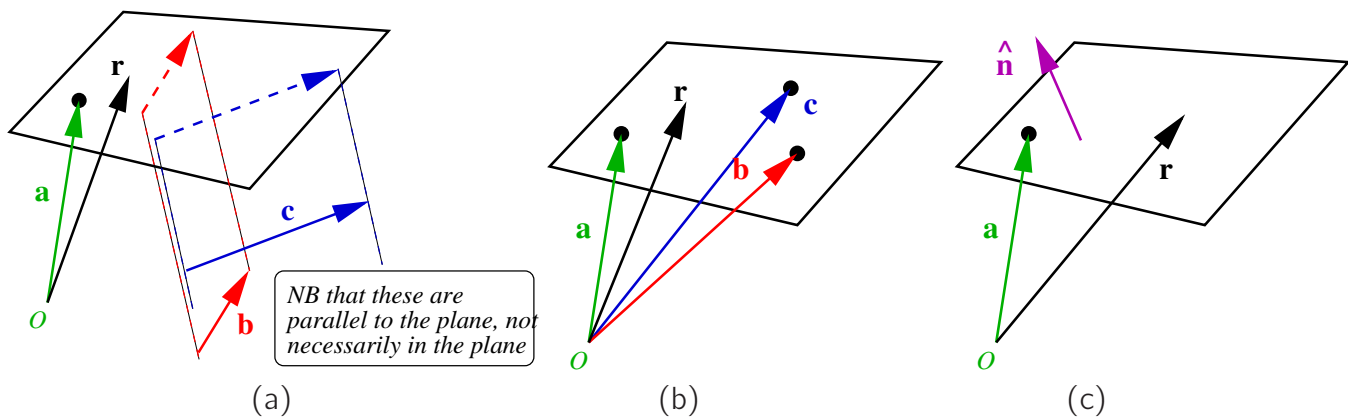 r
a
c
b
O
NB that these are
parallel to the plane, not
necessarily in the plane
(a)
r
c
b
a
O
(b)
n̂
r
a
O
(c)